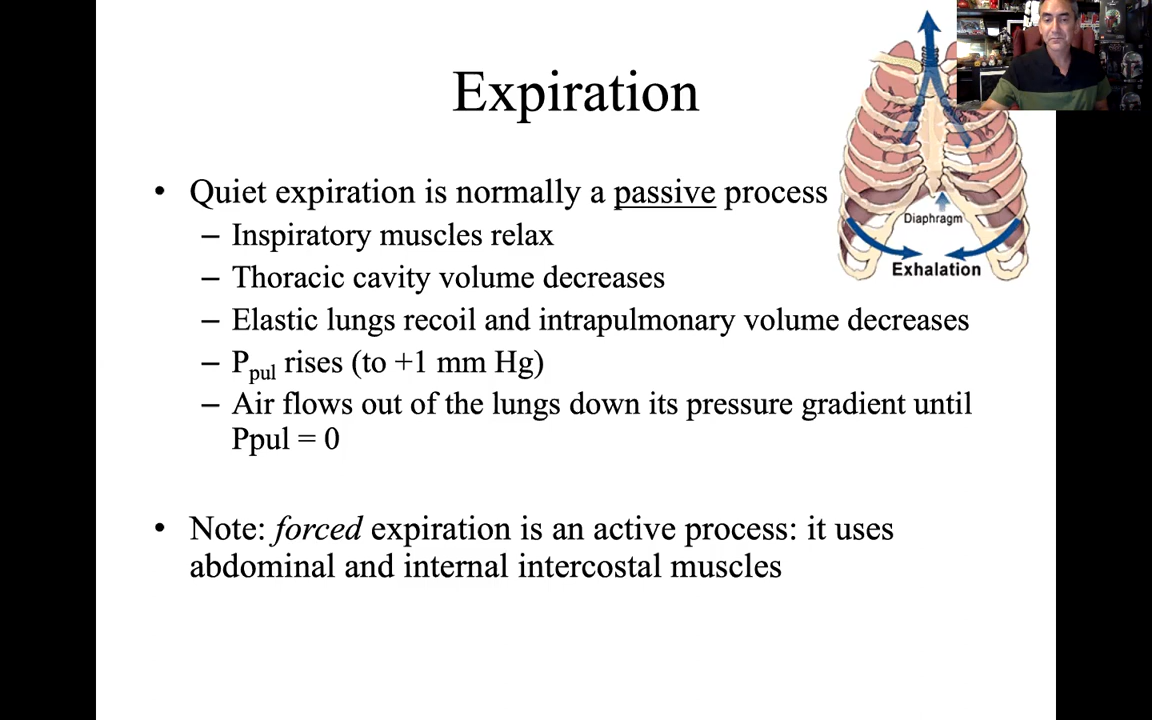 Expiration
• Quiet expiration is normally a passive process
– Inspiratory muscles relax
– Thoracic cavity volume decreases
– Elastic lungs recoil and intrapulmonary volume decreases
– Ppul rises (to +1 mm Hg)
– Air flows out of the lungs down its pressure gradient until
Ppul = 0
• Note: forced expiration is an active process: it uses
abdominal and internal intercostal muscles
Diaphragm
Exhalation